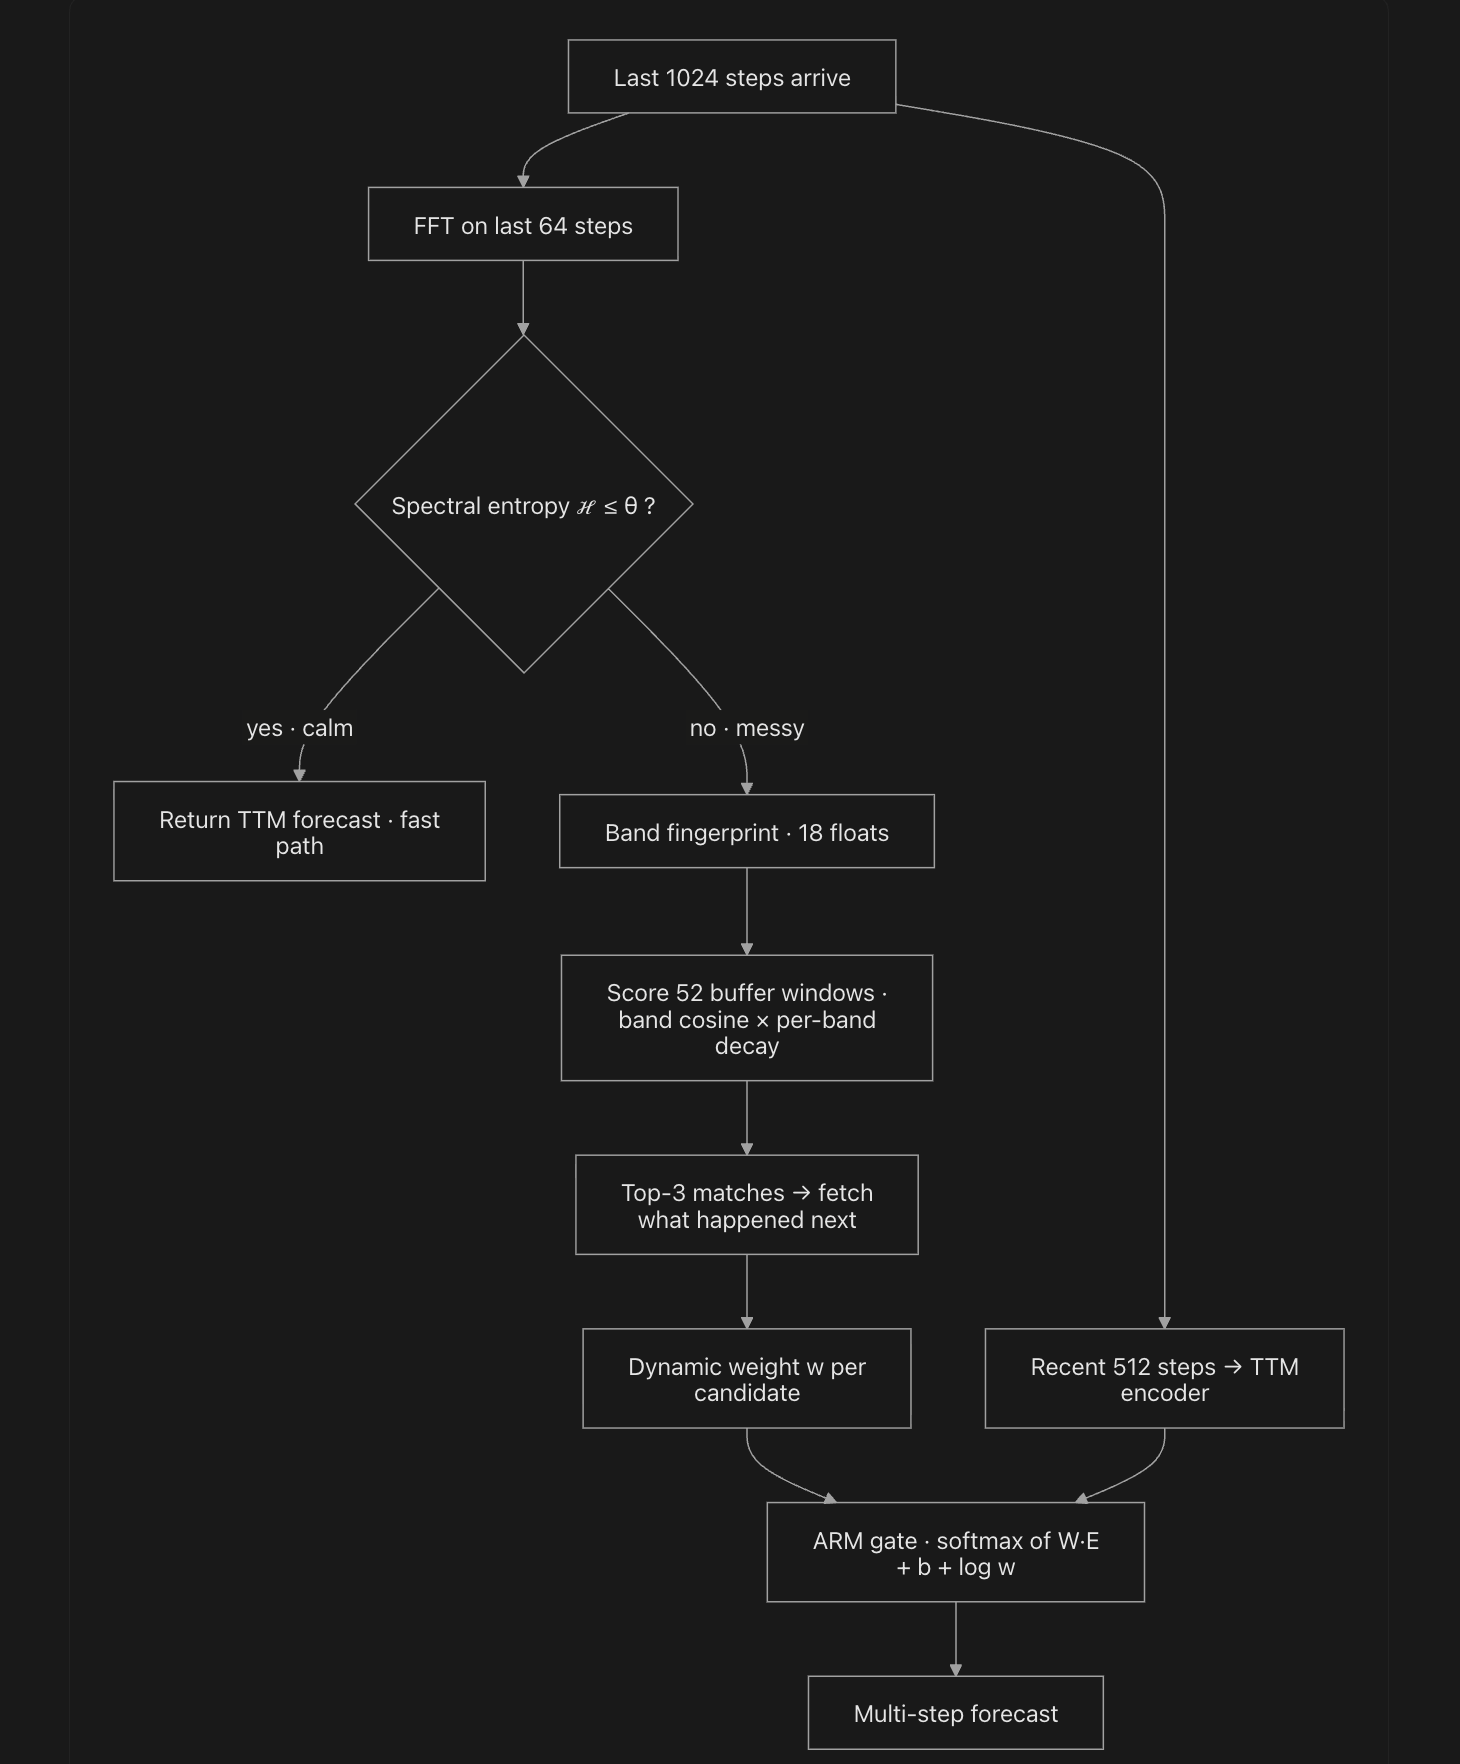 Last 1024 steps arrive
FFT on last 64 steps
Spectral entropy ℋ ≤ θ ?
yes · calm
no · messy
Return TTM forecast · fast
path
Band fingerprint · 18 floats
Score 52 buffer windows ·
band cosine × per-band
decay
Top-3 matches → fetch
what happened next
Dynamic weight w per
candidate
Recent 512 steps → TTM
encoder
ARM gate · softmax of W·E
+ b + log w
Multi-step forecast